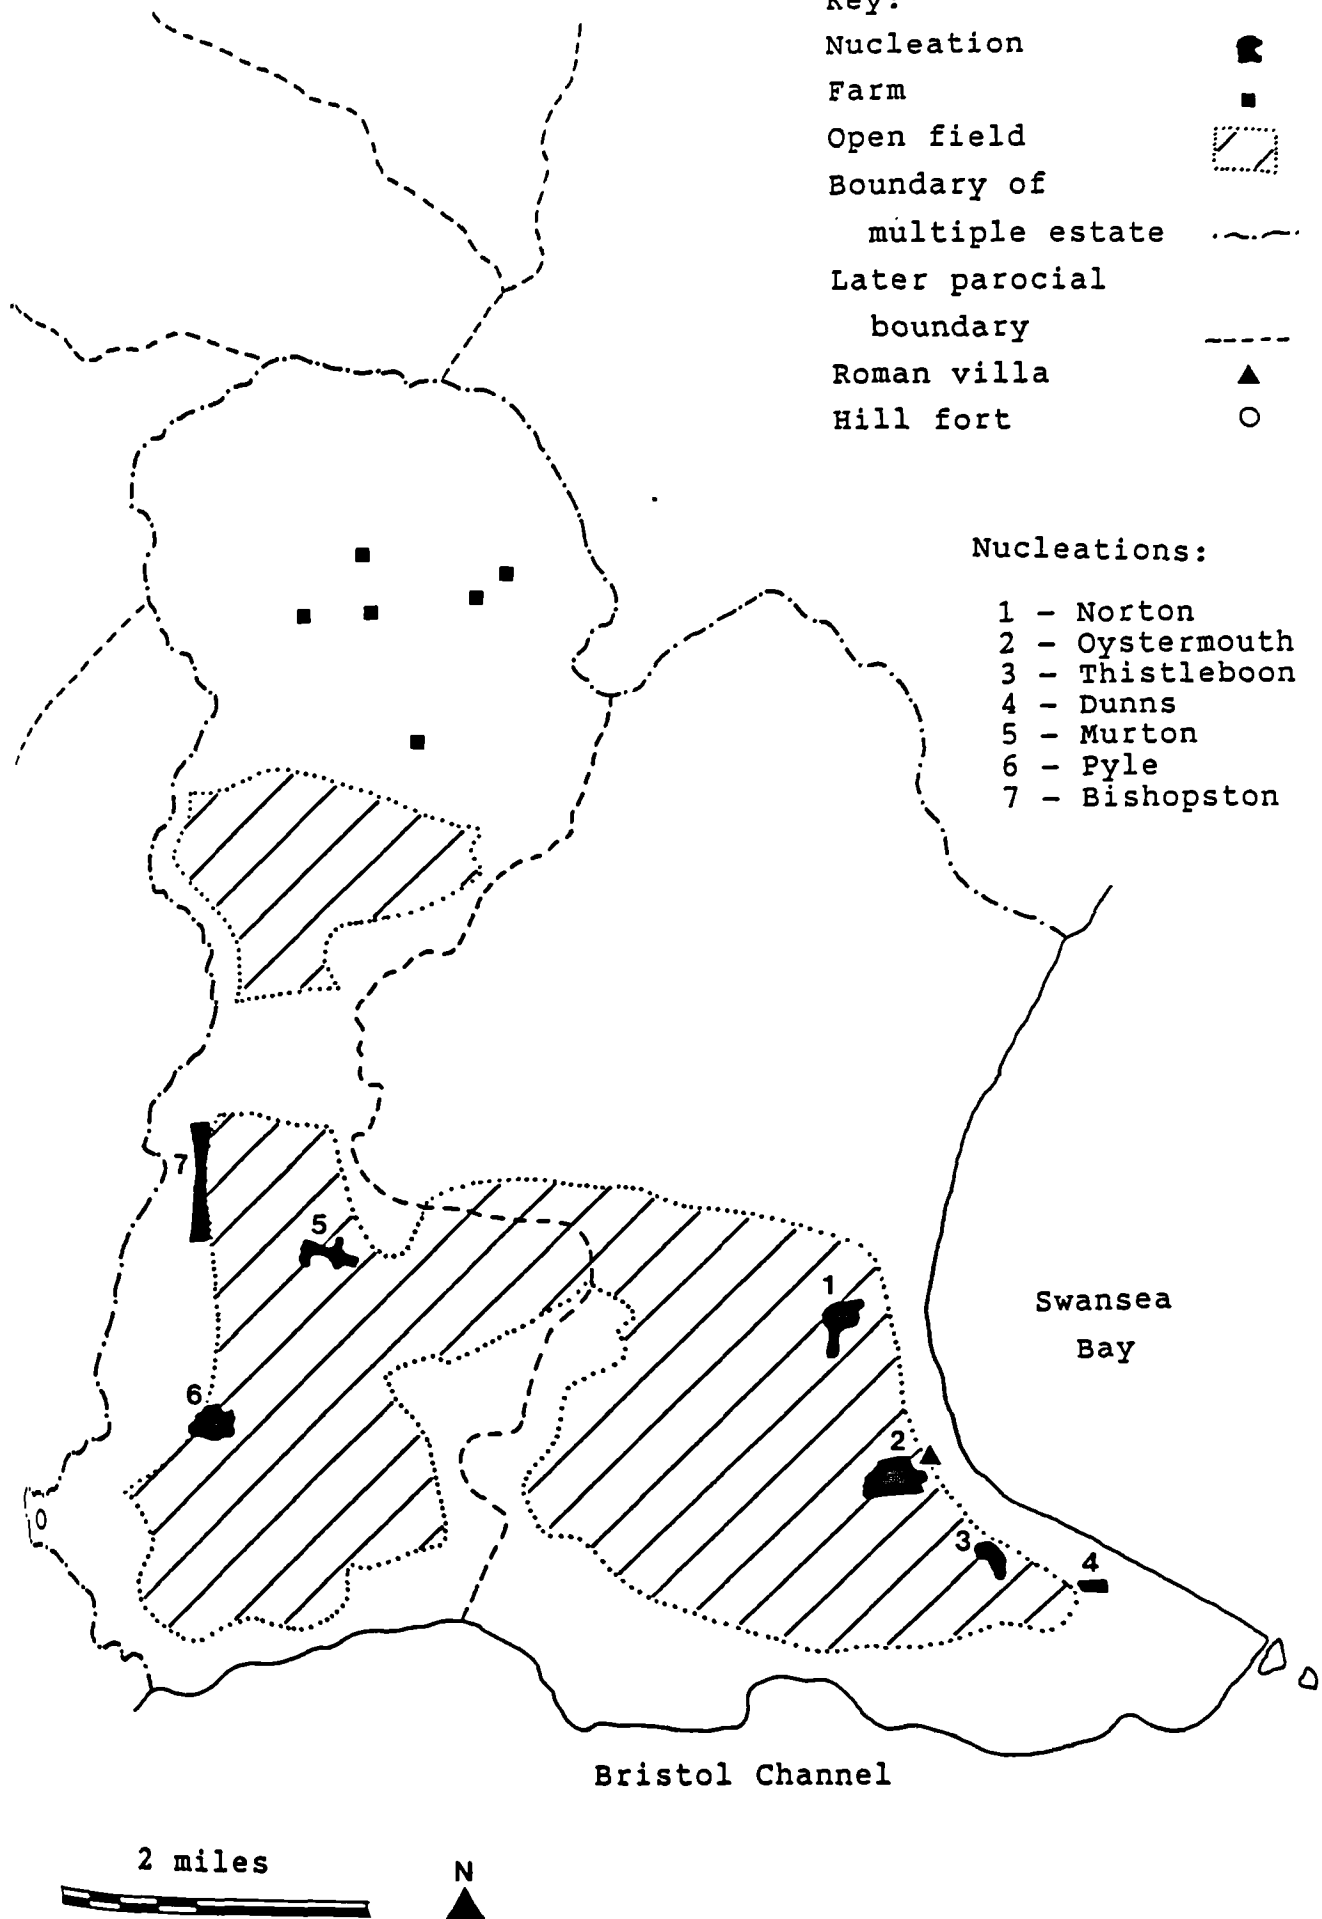 Key:
Nucleation
Farm
Open field
Boundary of
multiple estate
Later parocial
boundary
Roman villa
Hill fort
Nucleations:
1 - Norton
2 - Oystermouth
3 - Thistleboon
4 - Dunns
5 - Murton
6 - Pyle
7 - Bishopston
7
5
1
Swansea
Bay
6
2
3
4
Bristol Channel
2 miles
N